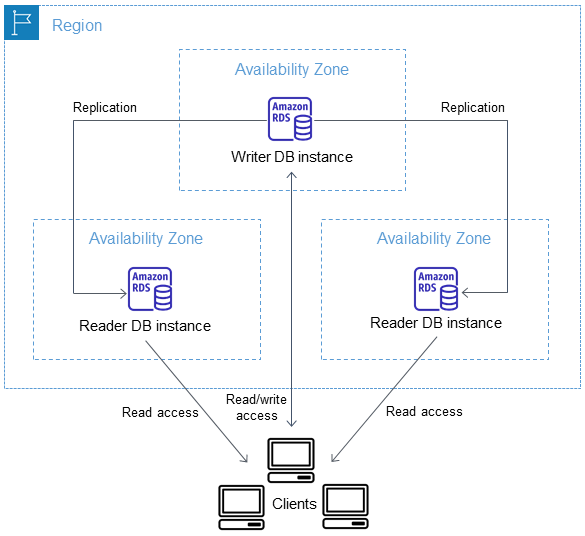 Region
Availability Zone
Replication
Amazon
RDS
Replication
Writer DB instance
Availability Zone
Availability Zone
Amazon
RDS
Amazon
RDS
Reader DB instance
Reader DB instance
Read access
Read/write
access
Read access
Clients